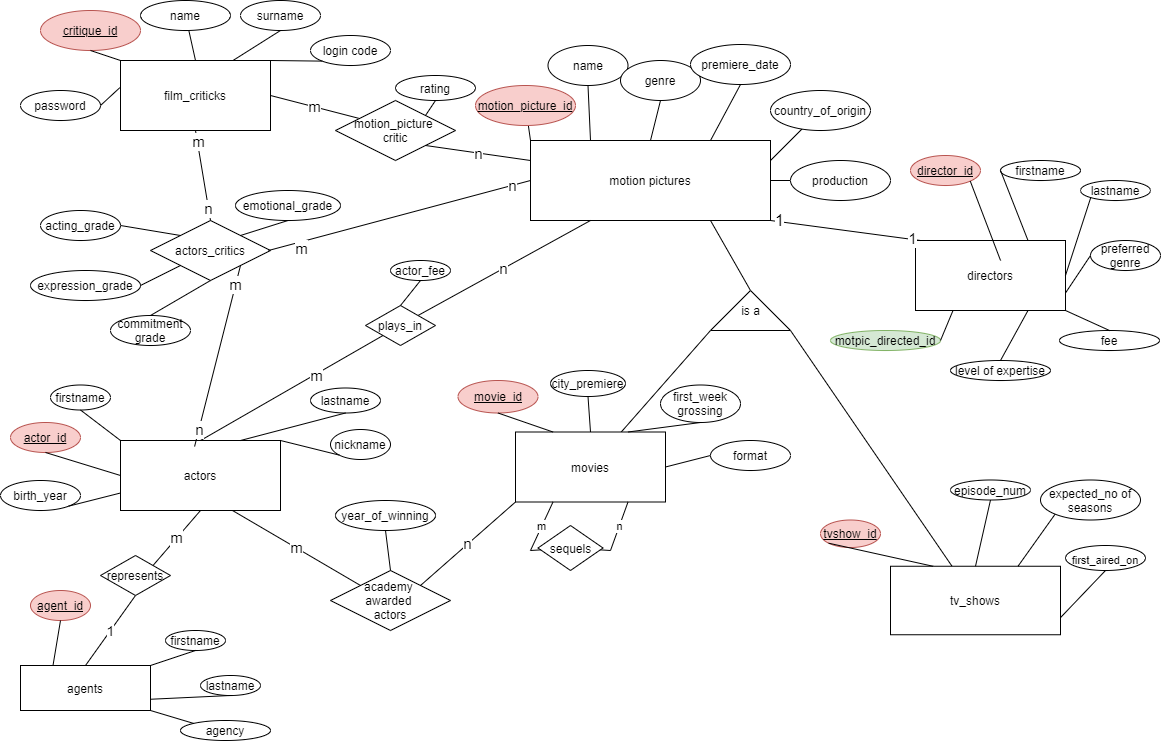 name
surname
critique_id
login code
film_criticks
password
m
rating
motion_picture
critic
n
m
n
name
genre
premiere_date
motion_picture_id
country_of_origin
motion pictures
production
n
1
1
director_id
firstname
lastname
preferred
genre
directors
motpic_directed_id
fee
level of expertise
emotional_grade
acting_grade
actors_critics
m
expression_grade
m
commitment
grade
actor_fee
n
plays_in
m
is a
firstname
lastname
actor_id
n
nickname
actors
birth_year
movie_id
city_premiere
first_week
grossing
format
movies
m
n
sequels
year_of_winning
m
n
academy
awarded
actors
episode_num
expected_no of
seasons
tvshow_id
first_aired_on
tv_shows
m
represents
1
agent_id
firstname
lastname
agents
agency